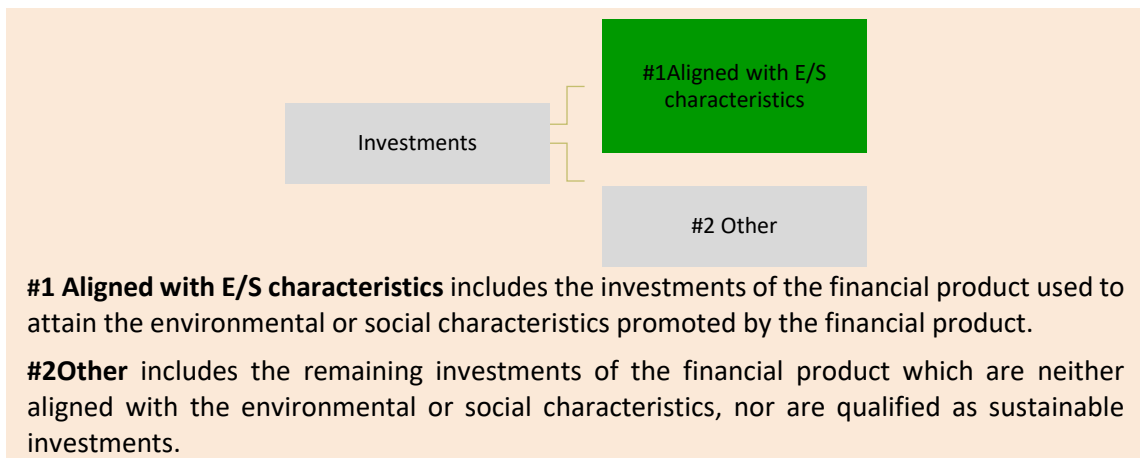 #1Aligned with E/S
characteristics
Investments
#2 Other
#1 Aligned with E/S characteristics includes the investments of the financial product used to
attain the environmental or social characteristics promoted by the financial product.
#2Other includes the remaining investments of the financial product which are neither
aligned with the environmental or social characteristics, nor are qualified as sustainable
investments.